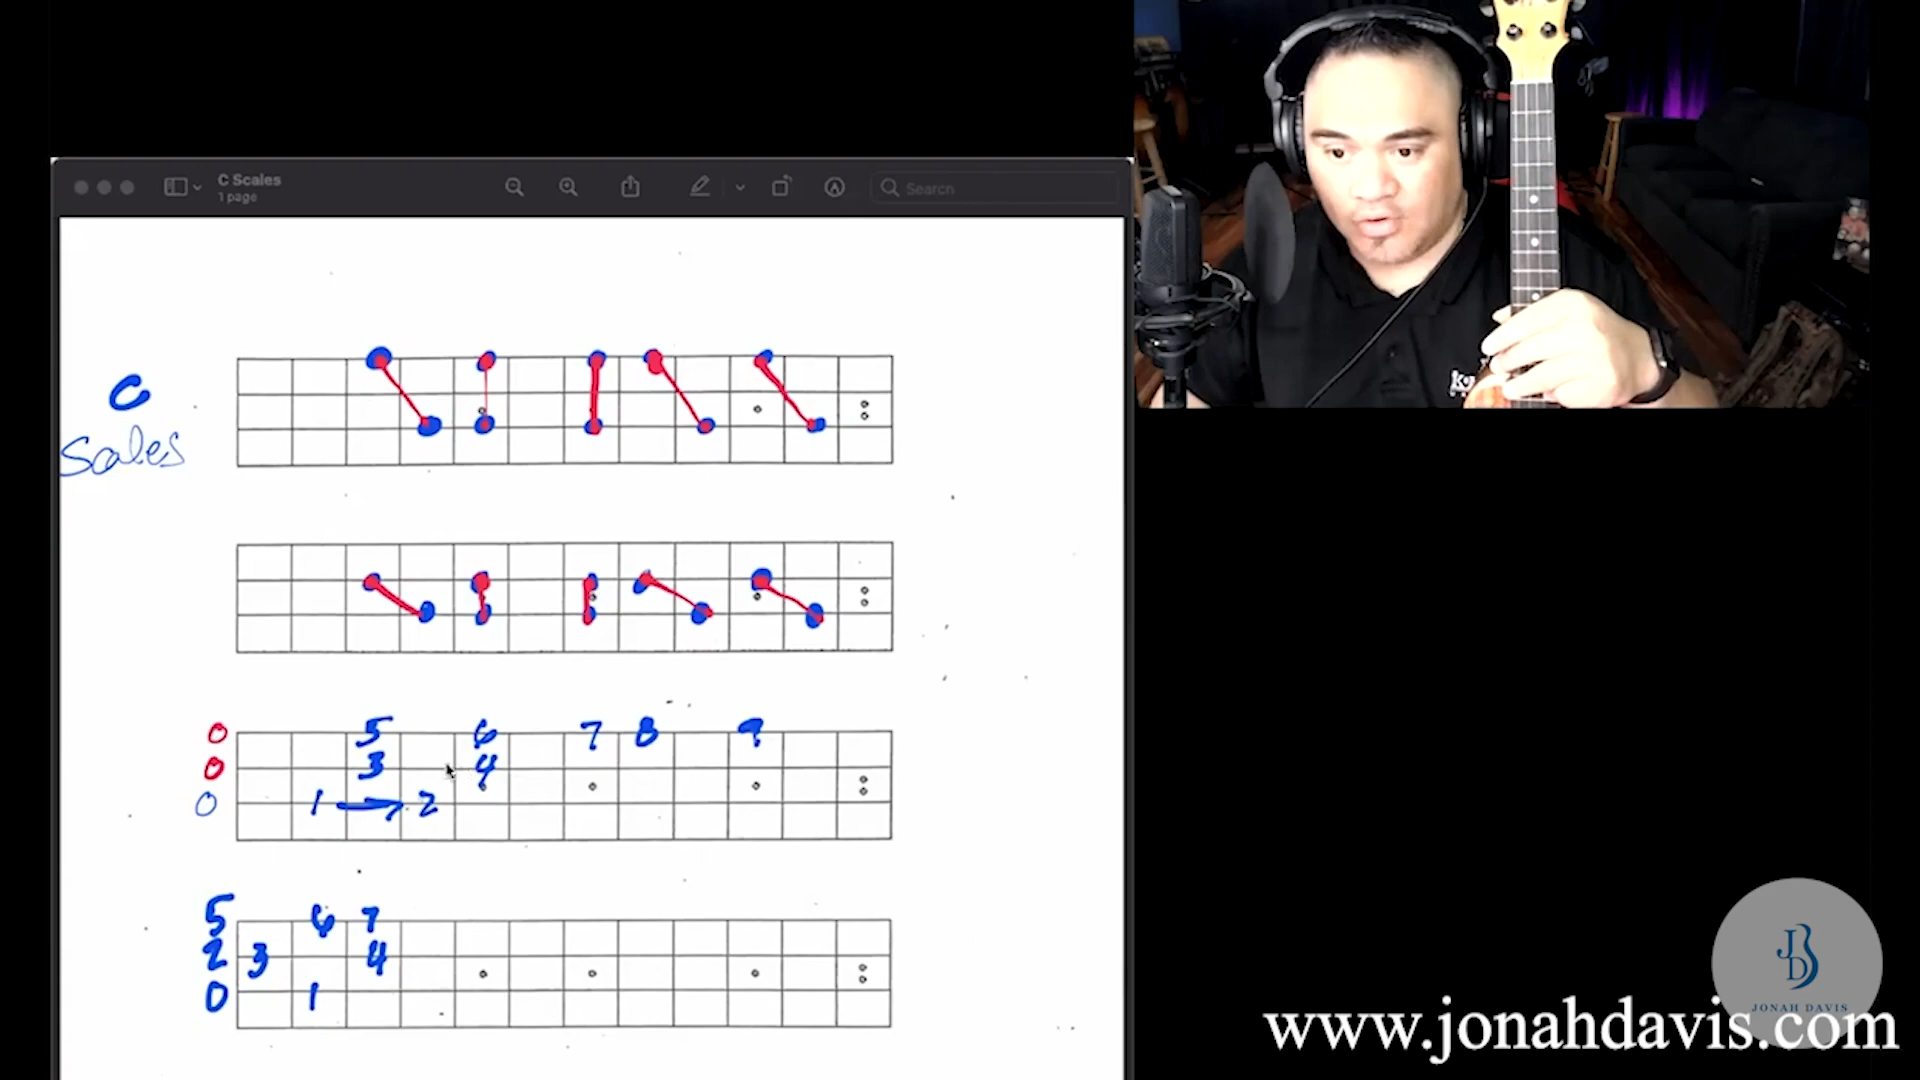 C Scales
1 page
Search
C
Scales
0 5 6 7 8 9
0 3 4
0 1 2
5 6 7
2 3 4
0 1
JD
JONAH DAVIS
www.jonahdavis.com